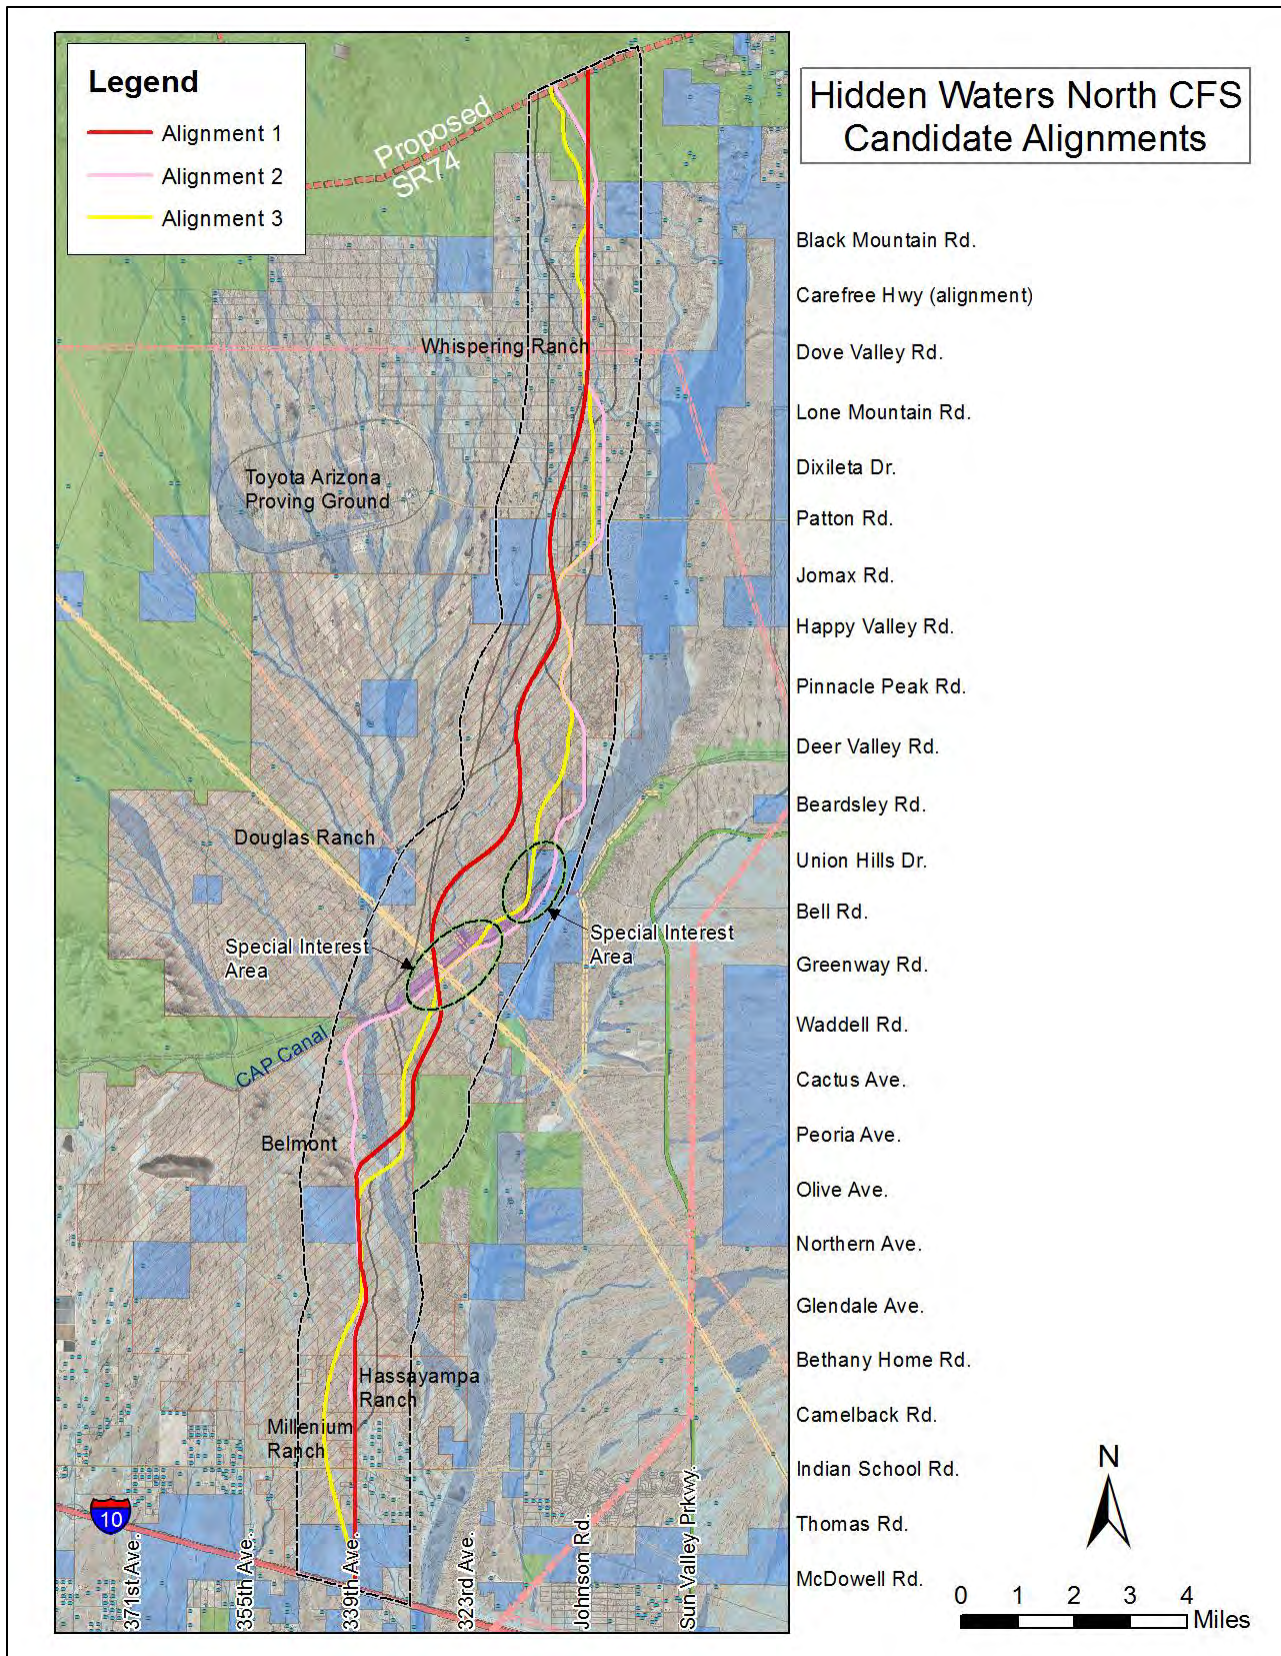 Hidden Waters North CFS
Candidate Alignments
Legend
Alignment 1
Alignment 2
Alignment 3
Proposed
SR74
Black Mountain Rd.
Carefree Hwy (alignment)
Whispering Ranch
Dove Valley Rd.
Lone Mountain Rd.
Dixileta Dr.
Toyota Arizona
Proving Ground
Patton Rd.
Jomax Rd.
Happy Valley Rd.
Pinnacle Peak Rd.
Deer Valley Rd.
Beardsley Rd.
Douglas Ranch
Union Hills Dr.
Bell Rd.
Special Interest
Area
Special Interest
Area
Greenway Rd.
Waddell Rd.
CAP Canal
Cactus Ave.
Belmont
Peoria Ave.
Olive Ave.
Northern Ave.
Glendale Ave.
Bethany Home Rd.
Hassayampa
Ranch
Camelback Rd.
Millenium
Ranch
Indian School Rd.
Thomas Rd.
McDowell Rd.
10
371st Ave.
355th Ave.
339th Ave.
323rd Ave.
Johnson Rd.
Sun Valley Prkwy.
N
0 1 2 3 4
Miles